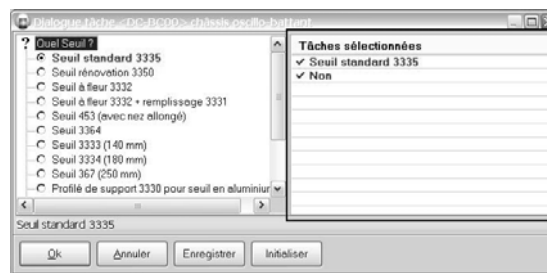 Dialogue tâche <DC-BC00> châssis oscillo-battant
? Quel Seuil ?
Seuil standard 3335
Seuil rénovation 3350
Seuil à fleur 3332
Seuil à fleur 3332 + remplissage 3331
Seuil 453 (avec nez allongé)
Seuil 3364
Seuil 3333 (140 mm)
Seuil 3334 (180 mm)
Seuil 367 (250 mm)
Profilé de support 3330 pour seuil en aluminiur
Tâches sélectionnées
Seuil standard 3335
Non
Seuil standard 3335
Ok
Annuler
Enregistrer
Initialiser